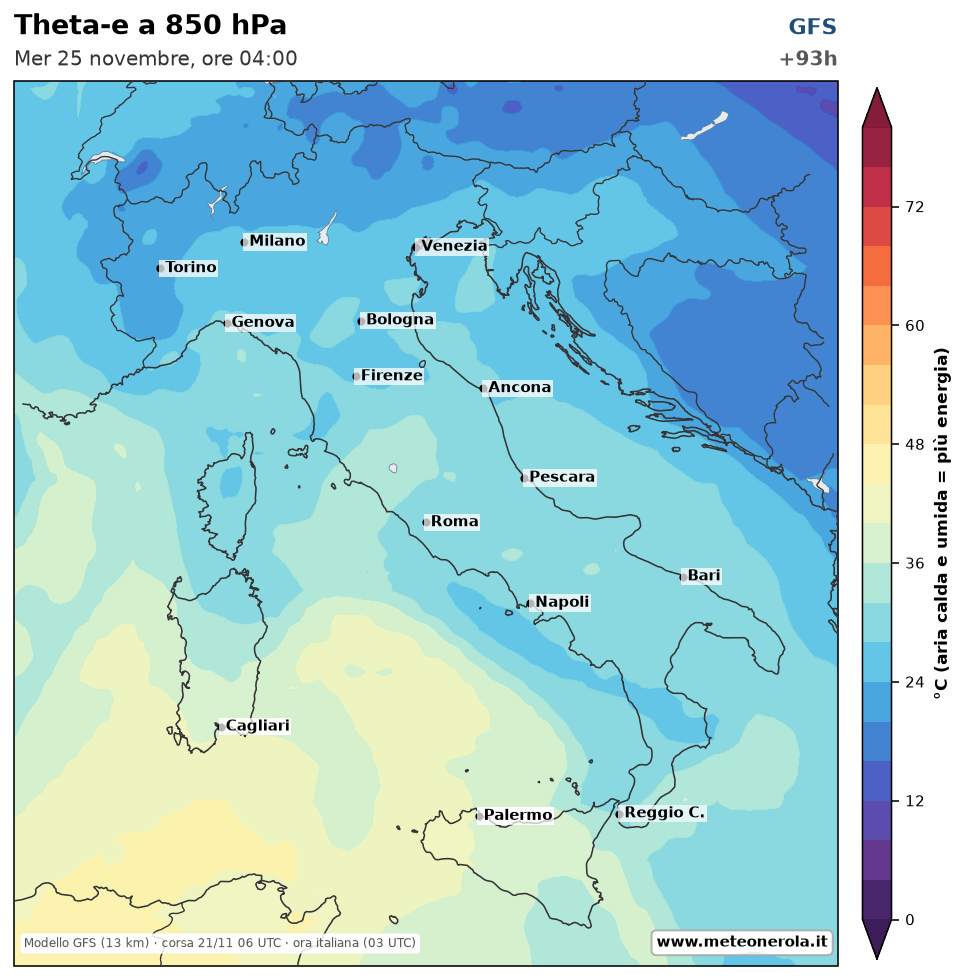 Theta-e a 850 hPa
GFS
Mer 25 novembre, ore 04:00
+93h
Milano
Venezia
Torino
Genova
Bologna
Firenze
Ancona
Pescara
Roma
Bari
Napoli
Cagliari
Palermo
Reggio C.
72
60
48
36
24
12
0
°C (aria calda e umida = più energia)
Modello GFS (13 km) · corsa 21/11 06 UTC · ora italiana (03 UTC)
www.meteonerola.it